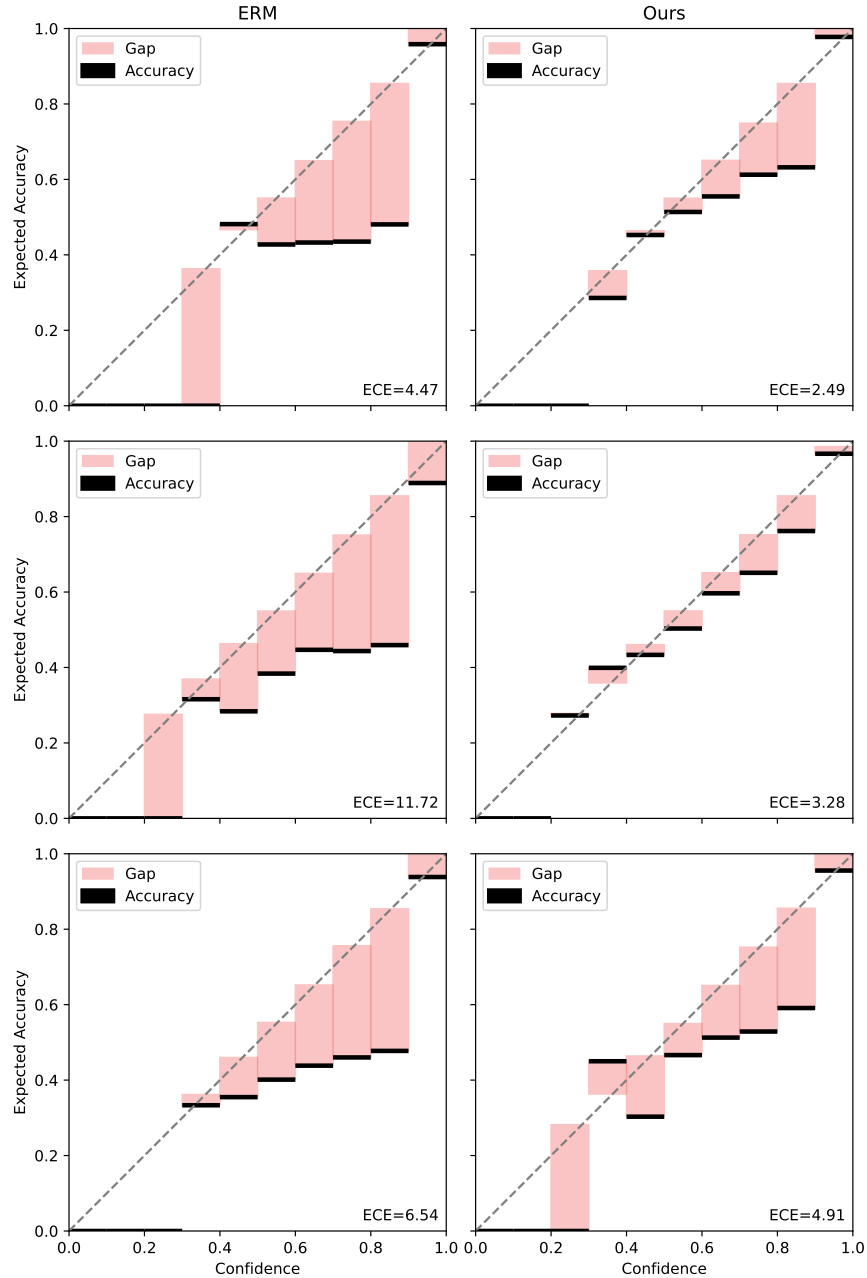 ERM
Ours
1.0
0.8
0.6
0.4
0.2
0.0
Expected Accuracy
Gap
Accuracy
ECE=4.47
Gap
Accuracy
ECE=2.49
1.0
0.8
0.6
0.4
0.2
0.0
Expected Accuracy
Gap
Accuracy
ECE=11.72
Gap
Accuracy
ECE=3.28
1.0
0.8
0.6
0.4
0.2
0.0
Expected Accuracy
Gap
Accuracy
ECE=6.54
Gap
Accuracy
ECE=4.91
0.0 0.2 0.4 0.6 0.8 1.0
Confidence
0.0 0.2 0.4 0.6 0.8 1.0
Confidence